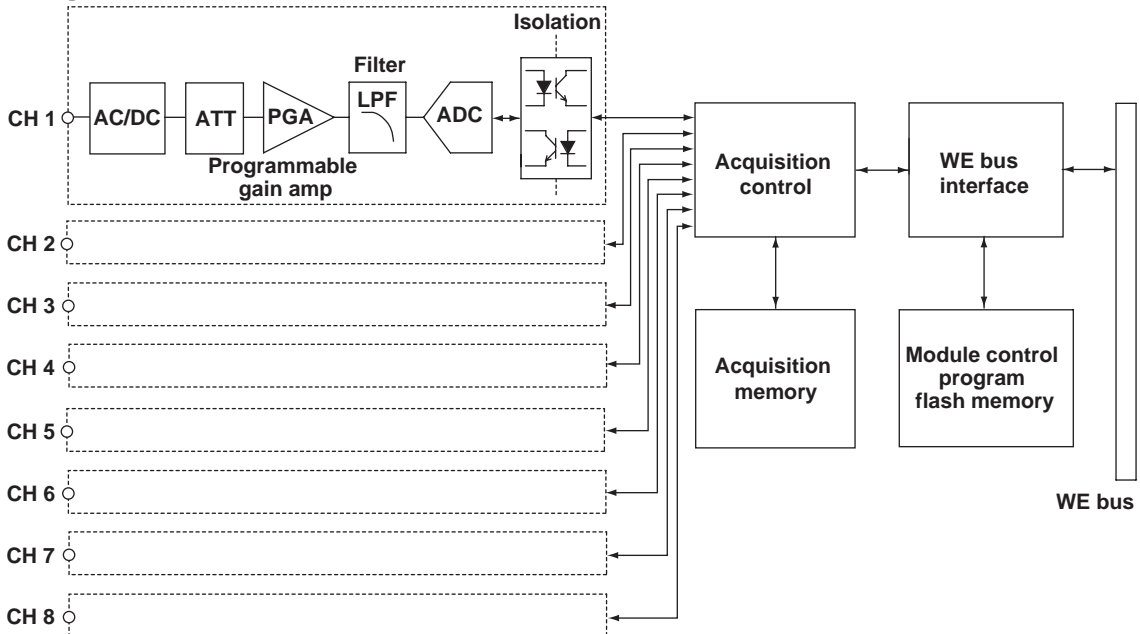 Isolation
Filter
CH 1
AC/DC
ATT
PGA
LPF
ADC
Programmable
gain amp
Acquisition
control
WE bus
interface
CH 2
CH 3
CH 4
Acquisition
memory
Module control
program
flash memory
CH 5
CH 6
WE bus
CH 7
CH 8